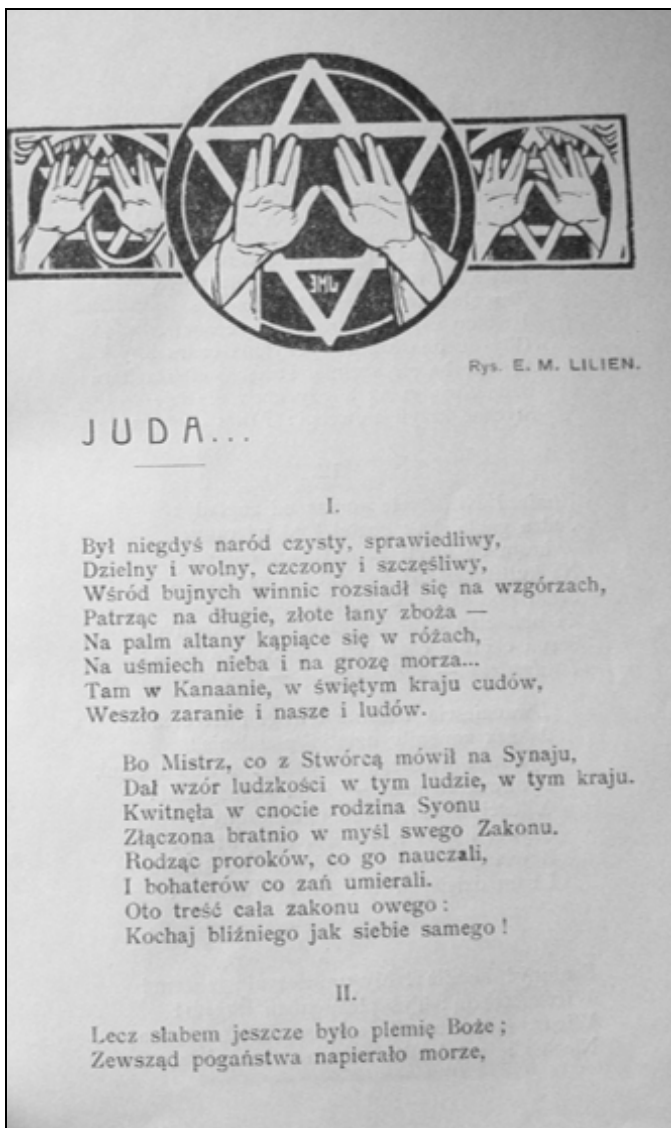 EML
Rys. E. M. LILIEN.
JUDA...
I.
Był niegdyś naród czysty, sprawiedliwy,
Dzielny i wolny, czczony i szczęśliwy,
Wśród bujnych winnic rozsiadł się na wzgórzach,
Patrząc na długie, złote łany zboża —
Na palm altany kąpiące się w różach,
Na uśmiech nieba i na grozę morza...
Tam w Kanaanie, w świętym kraju cudów,
Weszło zaranie i nasze i ludów.
Bo Mistrz, co z Stwórcą mówił na Synaju,
Dał wzór ludzkości w tym ludzie, w tym kraju.
Kwitnęła w cnocie rodzina Syonu
Złączona bratnio w myśl swego Zakonu.
Rodząc proroków, co go nauczali,
I bohaterów co zań umierali.
Oto treść cała zakonu owego :
Kochaj bliźniego jak siebie samego !
II.
Lecz słabem jeszcze było plemię Boże ;
Zewsząd pogaństwa napierało morze,